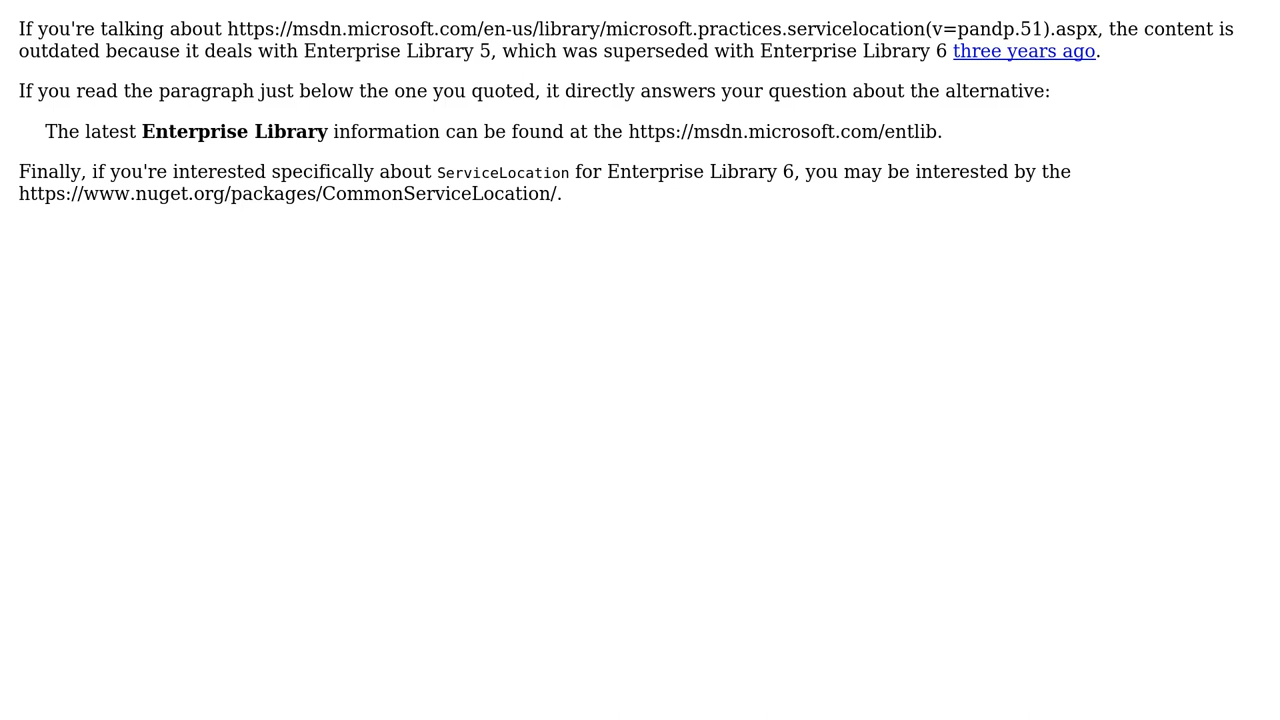 If you're talking about https://msdn.microsoft.com/en-us/library/microsoft.practices.servicelocation(v=pandp.51).aspx, the content is
outdated because it deals with Enterprise Library 5, which was superseded with Enterprise Library 6 three years ago.
If you read the paragraph just below the one you quoted, it directly answers your question about the alternative:
The latest Enterprise Library information can be found at the https://msdn.microsoft.com/entlib.
Finally, if you're interested specifically about ServiceLocation for Enterprise Library 6, you may be interested by the
https://www.nuget.org/packages/CommonServiceLocation/.